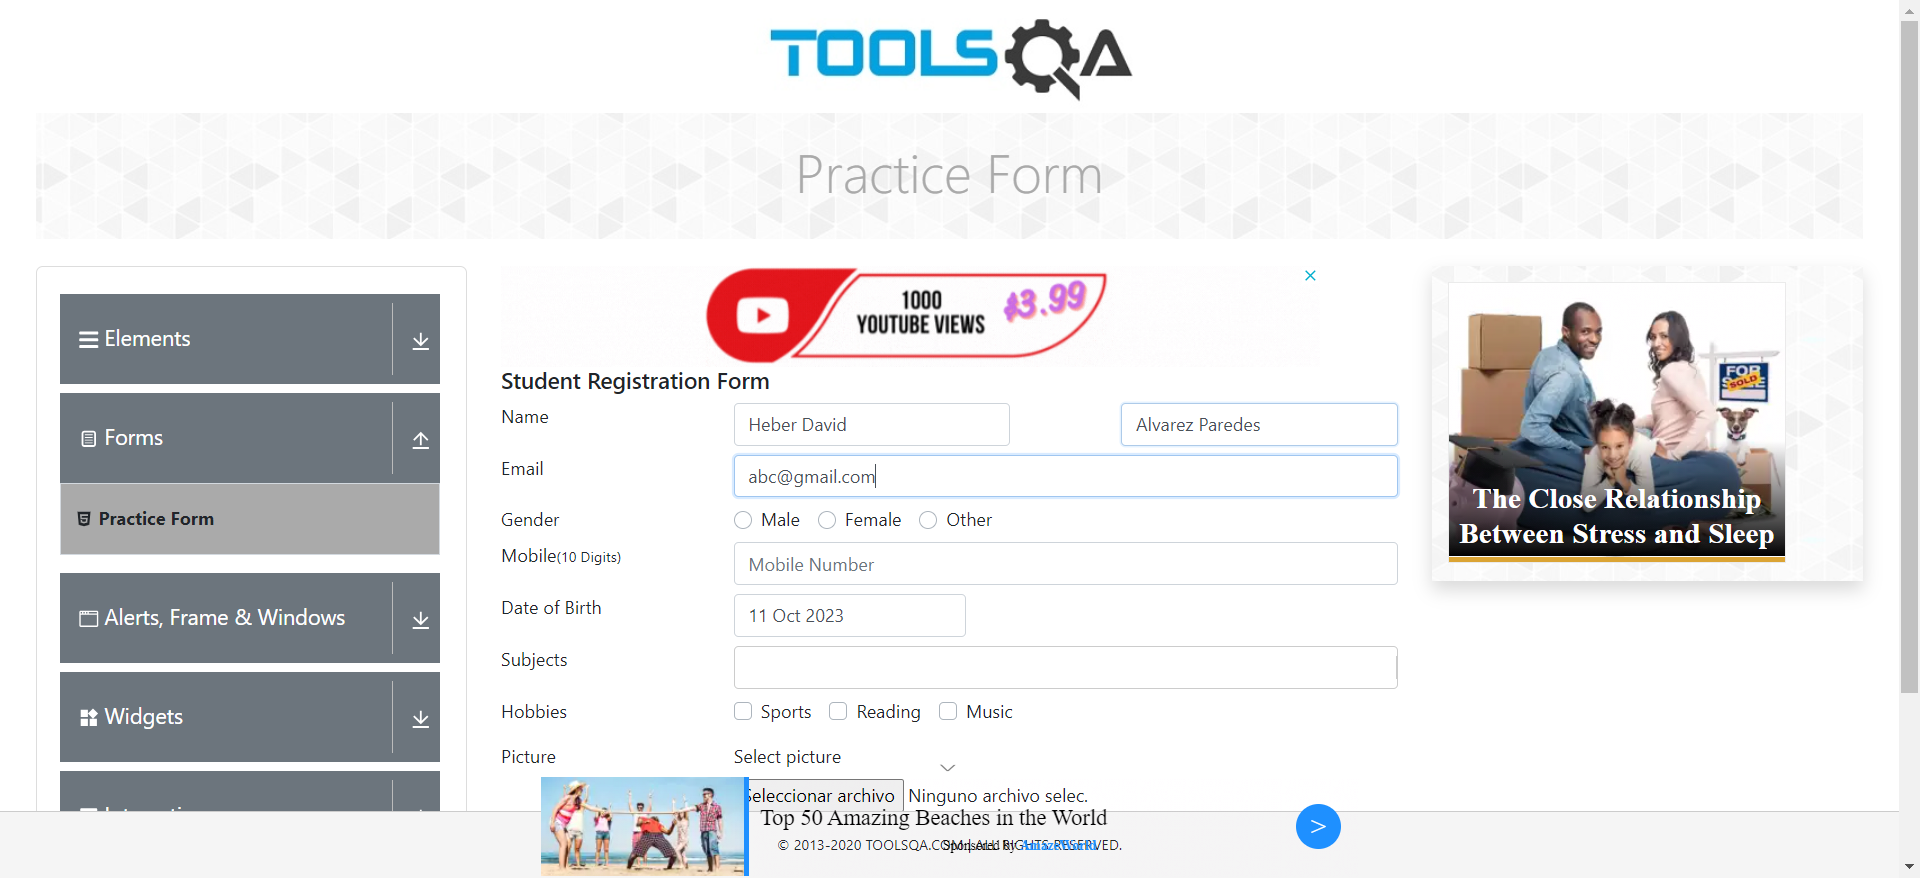 TOOLSQA
Practice Form
Elements
Forms
Practice Form
Alerts, Frame & Windows
Widgets
1000
YOUTUBE VIEWS
$3.99
Student Registration Form
Name
Heber David
Alvarez Paredes
Email
abc@gmail.com
Gender
Male
Female
Other
Mobile(10 Digits)
Mobile Number
Date of Birth
11 Oct 2023
Subjects
Hobbies
Sports
Reading
Music
Picture
Select picture
Seleccionar archivo
Ninguno archivo selec.
FOR
SOLD
The Close Relationship
Between Stress and Sleep
Top 50 Amazing Beaches in the World
© 2013-2020 TOOLSQA.COM | ALL RIGHTS RESERVED.